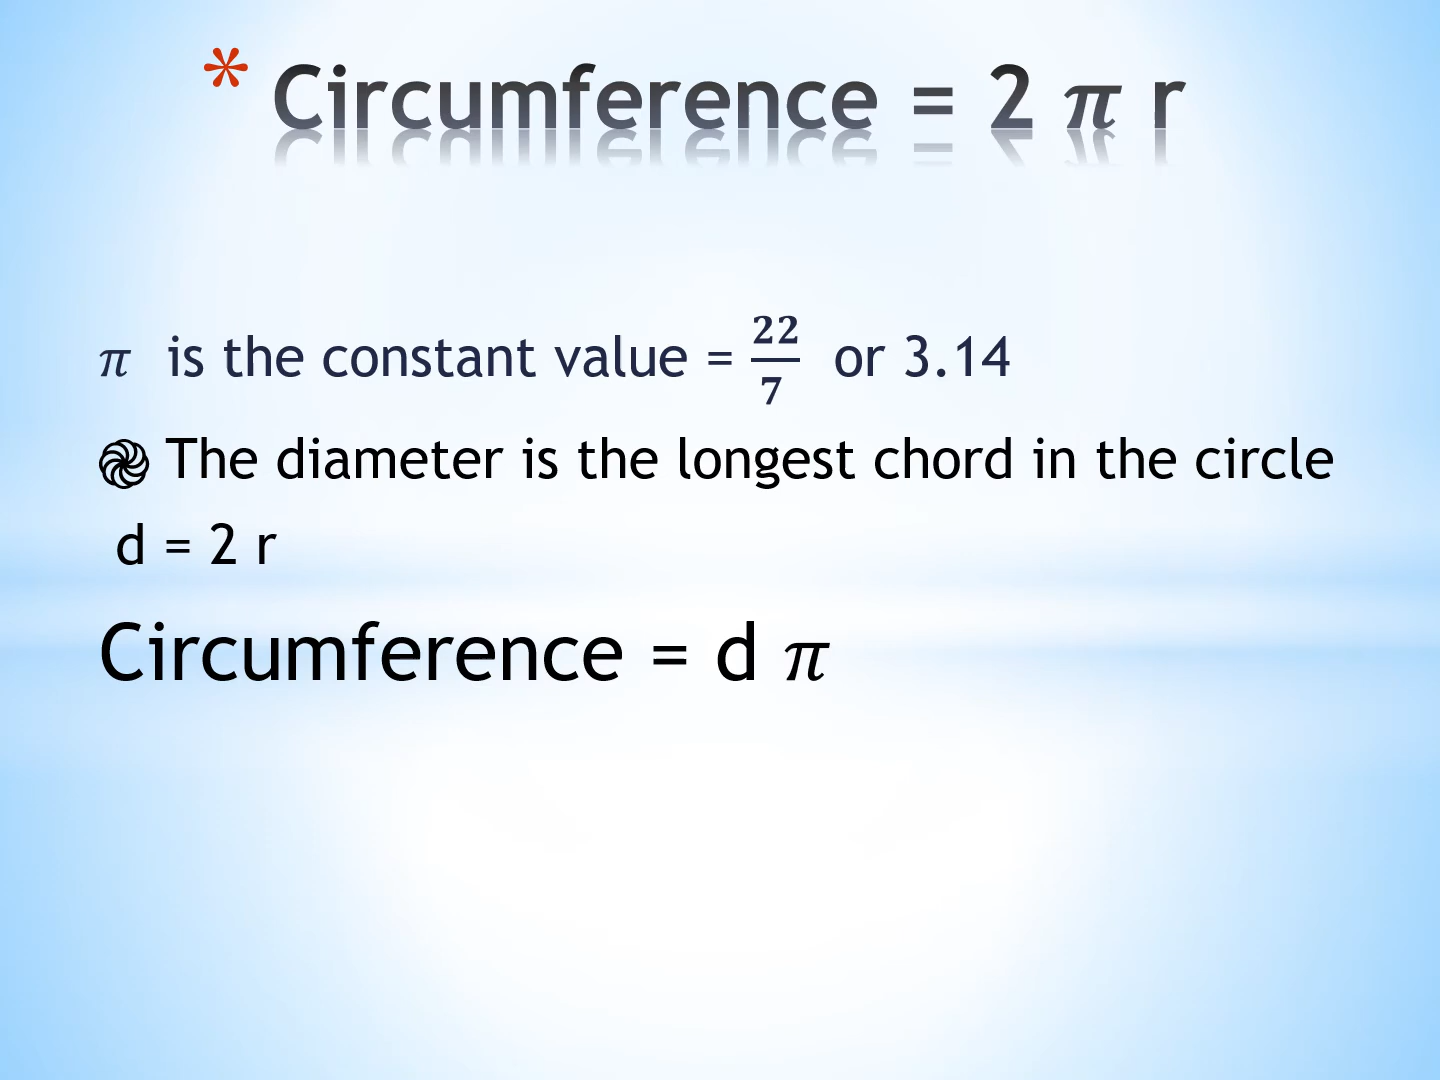 * Circumference = 2 π r
π is the constant value = 22/7 or 3.14
֍ The diameter is the longest chord in the circle
d = 2 r
Circumference = d π